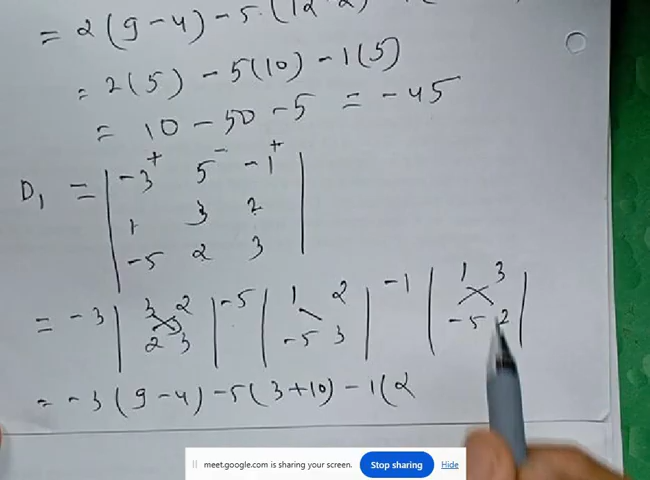 = 2(9-4) - 5.(12-2)
= 2(5) - 5(10) - 1(5)
= 10 - 50 - 5 = -45
D₁ = | -3⁺ 5⁻ -1⁺ |
| 1 3 2 |
| -5 2 3 |
= -3 | 3 2 | -5 | 1 2 | -1 | 1 3 |
| 2 3 | | -5 3 | | -5 2 |
= -3(9-4) -5(3+10) -1(2
meet.google.com is sharing your screen. Stop sharing Hide